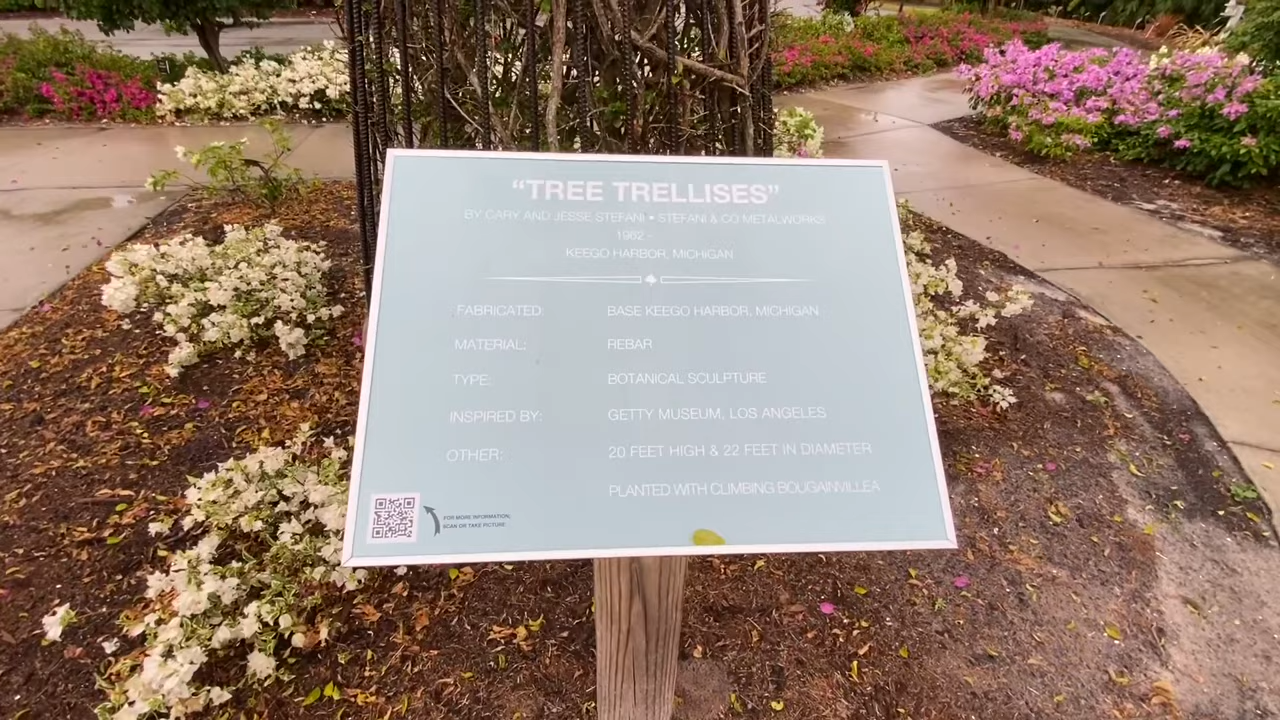 “TREE TRELLISES”
BY GARY AND JESSE STEFANI • STEFANI & CO METALWORKS
1962 -
KEEGO HARBOR, MICHIGAN
FABRICATED: BASE KEEGO HARBOR, MICHIGAN
MATERIAL: REBAR
TYPE: BOTANICAL SCULPTURE
INSPIRED BY: GETTY MUSEUM, LOS ANGELES
OTHER: 20 FEET HIGH & 22 FEET IN DIAMETER
PLANTED WITH CLIMBING BOUGAINVILLEA
FOR MORE INFORMATION,
SCAN OR TAKE PICTURE